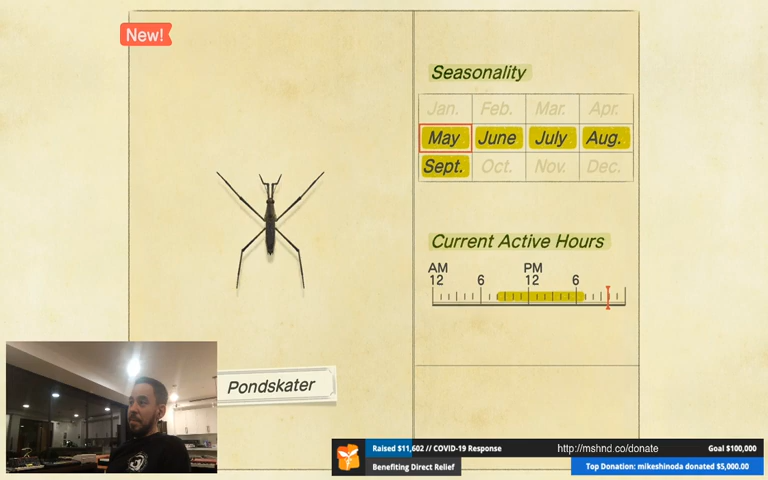 New!
Seasonality
Jan. Feb. Mar. Apr.
May June July Aug.
Sept. Oct. Nov. Dec.
Current Active Hours
AM PM
12 6 12 6
Pondskater
Raised $11,602 // COVID-19 Response http://mshnd.co/donate Goal $100,000
Benefiting Direct Relief Top Donation: mikeshinoda donated $5,000.00